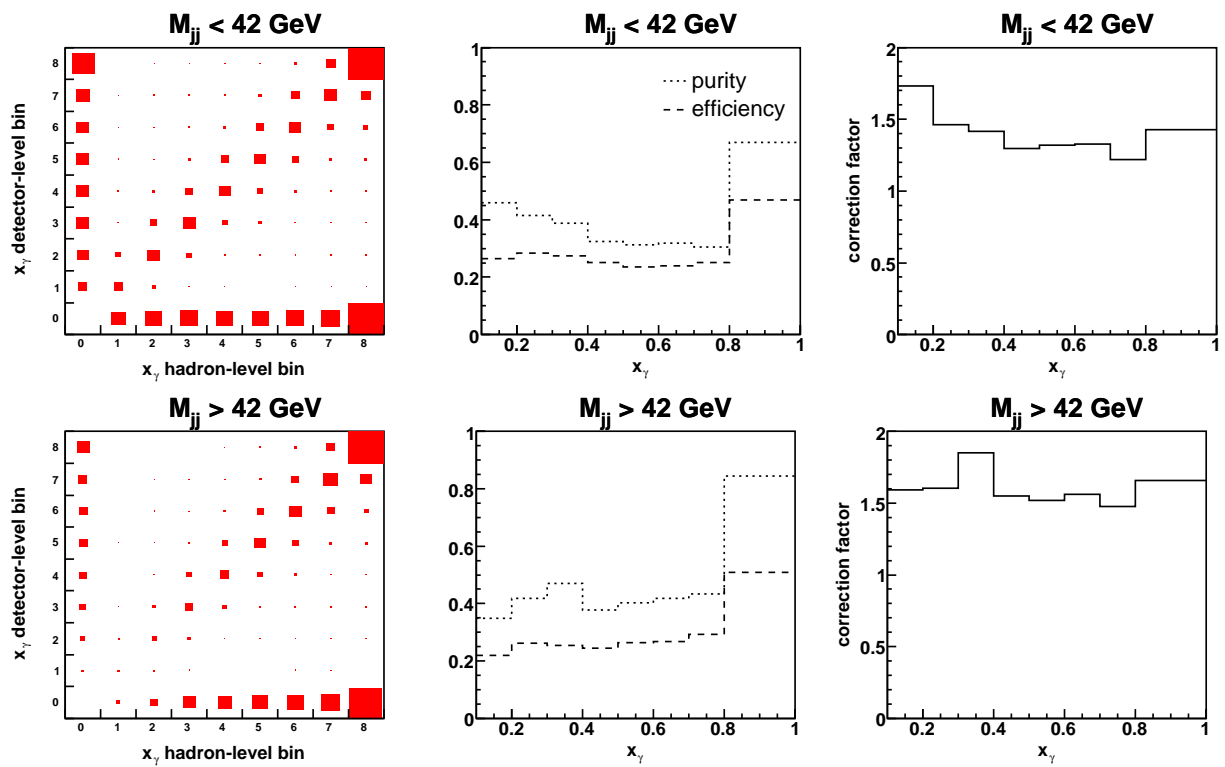 M_jj < 42 GeV
8
7
6
5
4
3
2
1
0
0 1 2 3 4 5 6 7 8
x_γ detector-level bin
x_γ hadron-level bin
M_jj < 42 GeV
purity
efficiency
1
0.8
0.6
0.4
0.2
0
0.2 0.4 0.6 0.8 1
x_γ
M_jj < 42 GeV
correction factor
2
1.5
1
0.5
0
0.2 0.4 0.6 0.8 1
x_γ
M_jj > 42 GeV
8
7
6
5
4
3
2
1
0
0 1 2 3 4 5 6 7 8
x_γ detector-level bin
x_γ hadron-level bin
M_jj > 42 GeV
1
0.8
0.6
0.4
0.2
0
0.2 0.4 0.6 0.8 1
x_γ
M_jj > 42 GeV
correction factor
2
1.5
1
0.5
0
0.2 0.4 0.6 0.8 1
x_γ